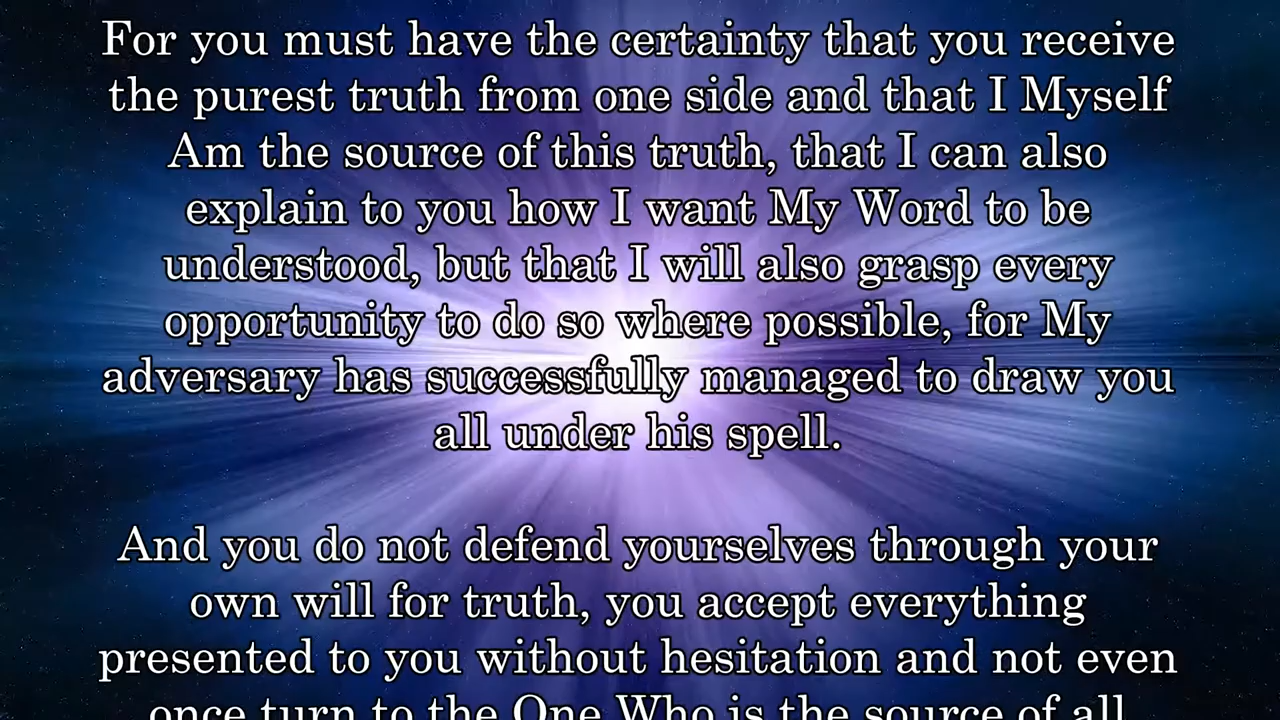 For you must have the certainty that you receive
the purest truth from one side and that I Myself
Am the source of this truth, that I can also
explain to you how I want My Word to be
understood, but that I will also grasp every
opportunity to do so where possible, for My
adversary has successfully managed to draw you
all under his spell.
And you do not defend yourselves through your
own will for truth, you accept everything
presented to you without hesitation and not even
once turn to the One Who is the source of all